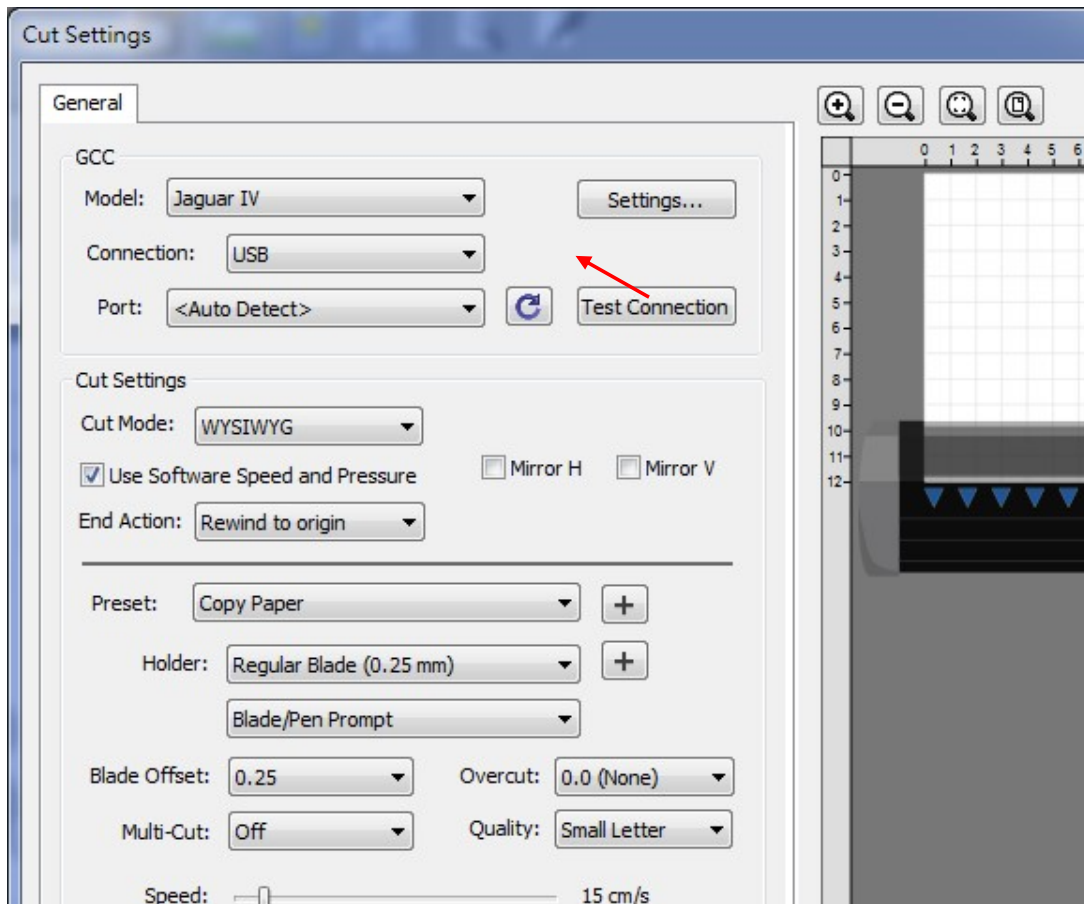 Cut Settings
General
GCC
Model: Jaguar IV Settings...
Connection: USB
Port: <Auto Detect> Test Connection
Cut Settings
Cut Mode: WYSIWYG
Use Software Speed and Pressure Mirror H Mirror V
End Action: Rewind to origin
Preset: Copy Paper +
Holder: Regular Blade (0.25 mm) +
Blade/Pen Prompt
Blade Offset: 0.25 Overcut: 0.0 (None)
Multi-Cut: Off Quality: Small Letter
Speed: 15 cm/s
0 1 2 3 4 5 6
0
1
2
3
4
5
6
7
8
9
10
11
12